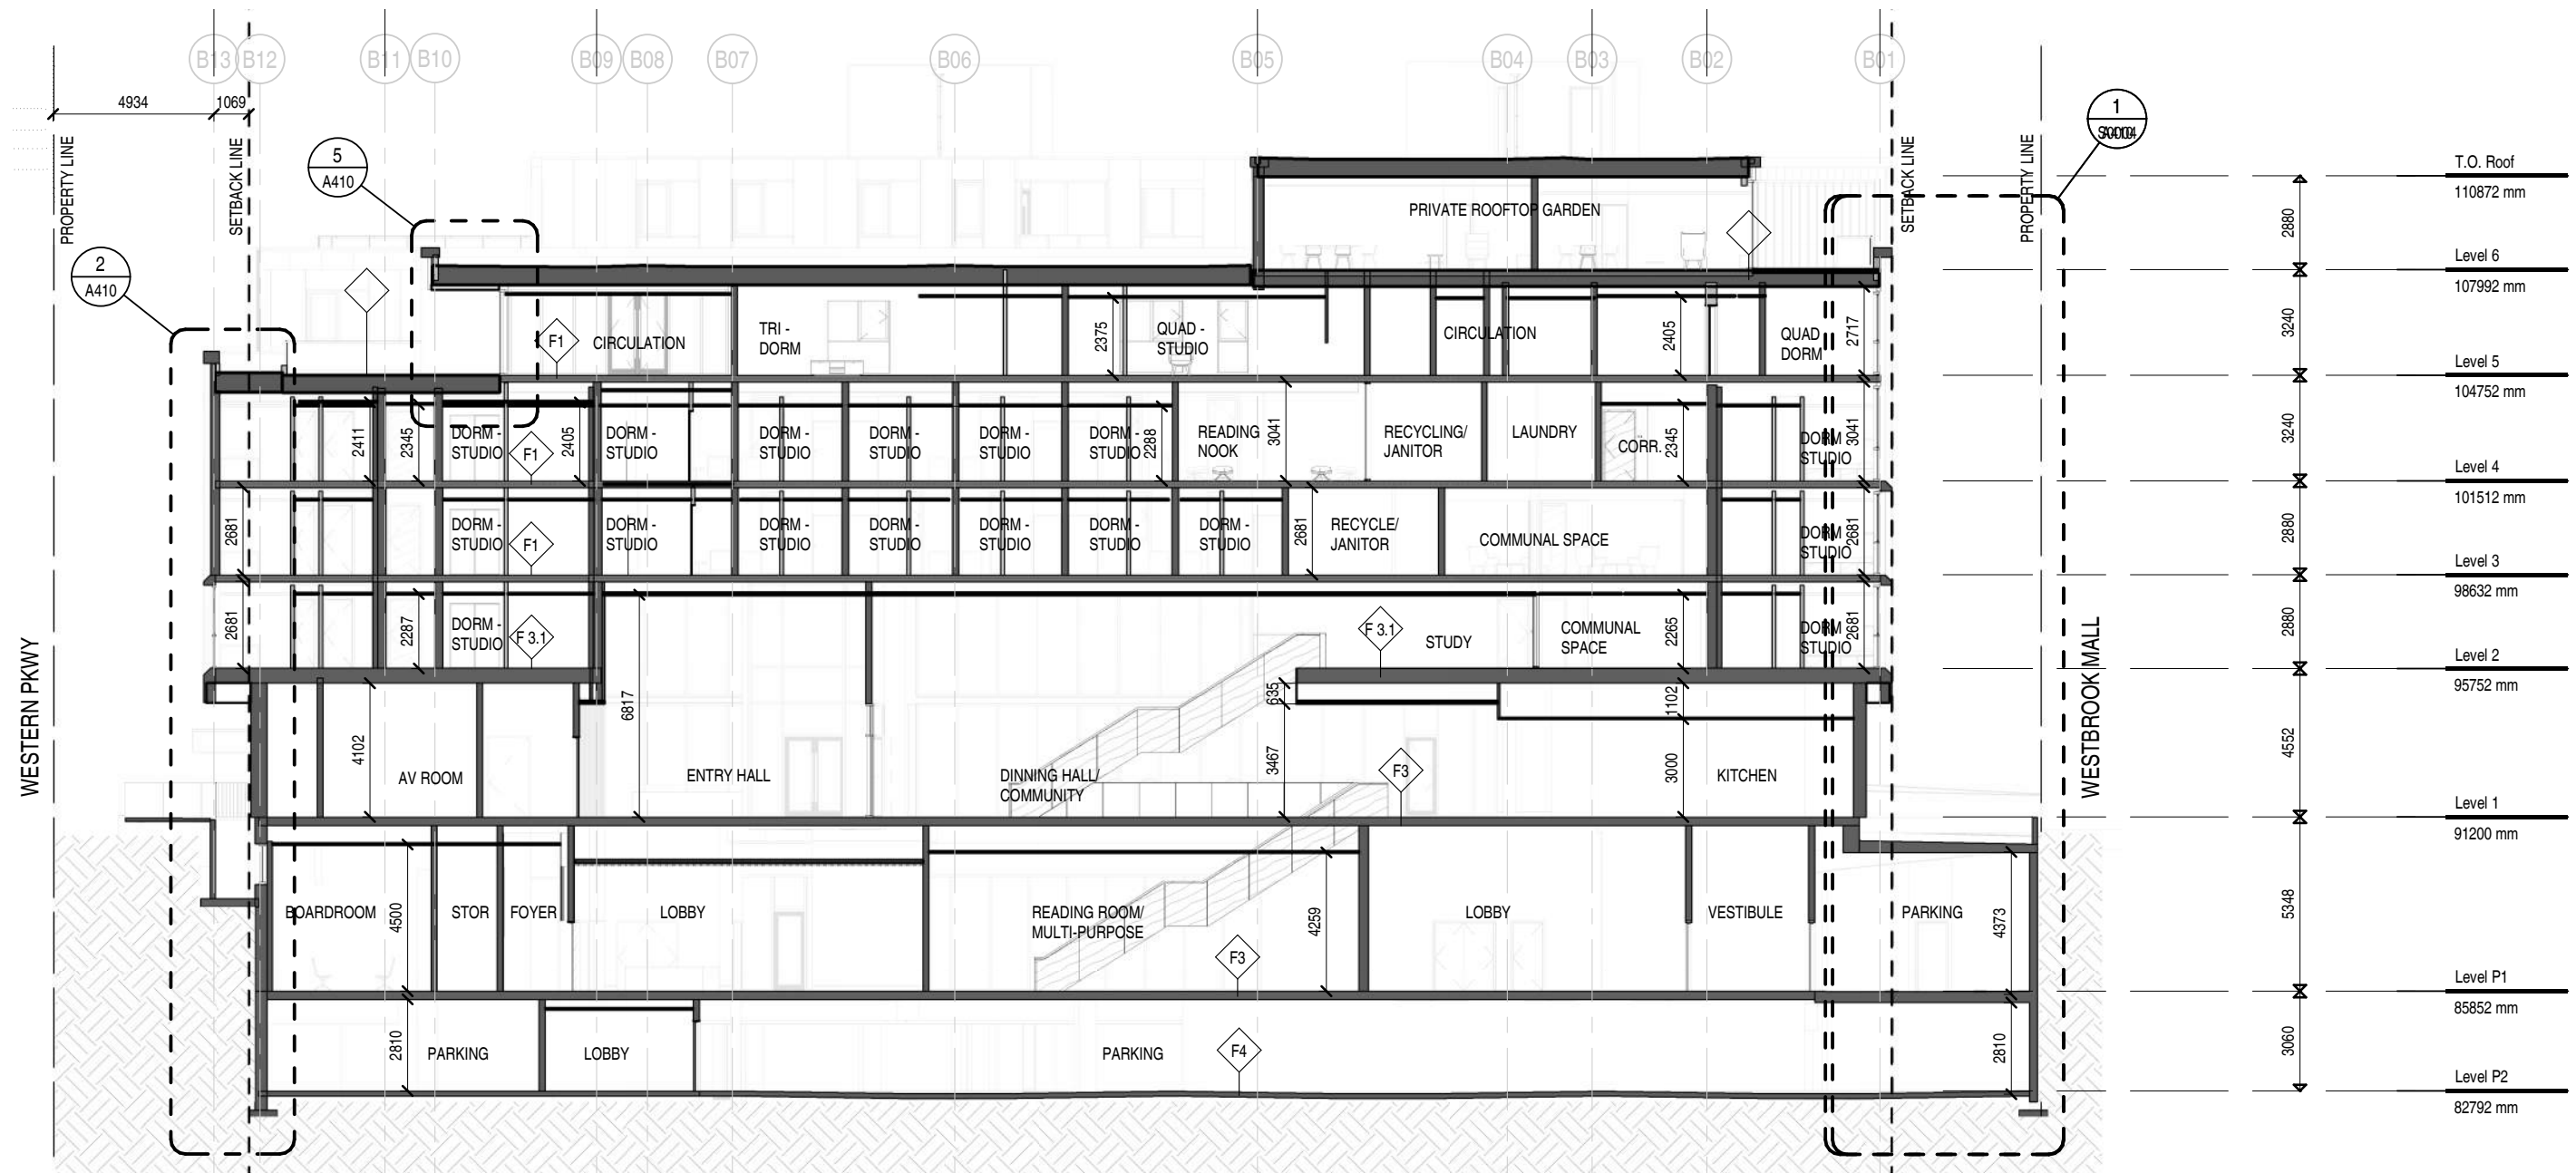 B13
B12
B11
B10
B09
B08
B07
B06
B05
B04
B03
B02
B01
4934
1069
PROPERTY LINE
SETBACK LINE
SETBACK LINE
PROPERTY LINE
1
5
A410
2
A410
T.O. Roof
110872 mm
2880
PRIVATE ROOFTOP GARDEN
Level 6
107992 mm
3240
F1
CIRCULATION
TRI -
DORM
2375
QUAD -
STUDIO
CIRCULATION
2405
QUAD
DORM
2717
Level 5
104752 mm
3240
2411
2345
DORM -
STUDIO
F1
2405
DORM -
STUDIO
DORM -
STUDIO
DORM -
STUDIO
DORM -
STUDIO
DORM -
STUDIO
2288
READING
NOOK
3041
RECYCLING/
JANITOR
LAUNDRY
CORR.
2345
DORM
STUDIO
3041
Level 4
101512 mm
2880
2681
DORM -
STUDIO
F1
DORM -
STUDIO
DORM -
STUDIO
DORM -
STUDIO
DORM -
STUDIO
DORM -
STUDIO
DORM -
STUDIO
2681
RECYCLE/
JANITOR
COMMUNAL SPACE
DORM
STUDIO
2681
Level 3
98632 mm
2880
2681
2287
DORM -
STUDIO
F 3.1
6817
F 3.1
STUDY
COMMUNAL
SPACE
2265
DORM
STUDIO
2681
Level 2
95752 mm
4552
WESTERN PKWY
4102
AV ROOM
ENTRY HALL
DINNING HALL/
COMMUNITY
635
3467
F3
1102
3000
KITCHEN
WESTBROOK MALL
Level 1
91200 mm
5348
BOARDROOM
4500
STOR
FOYER
LOBBY
READING ROOM/
MULTI-PURPOSE
F3
4259
LOBBY
VESTIBULE
PARKING
4373
Level P1
85852 mm
3060
2810
PARKING
LOBBY
PARKING
F4
2810
Level P2
82792 mm